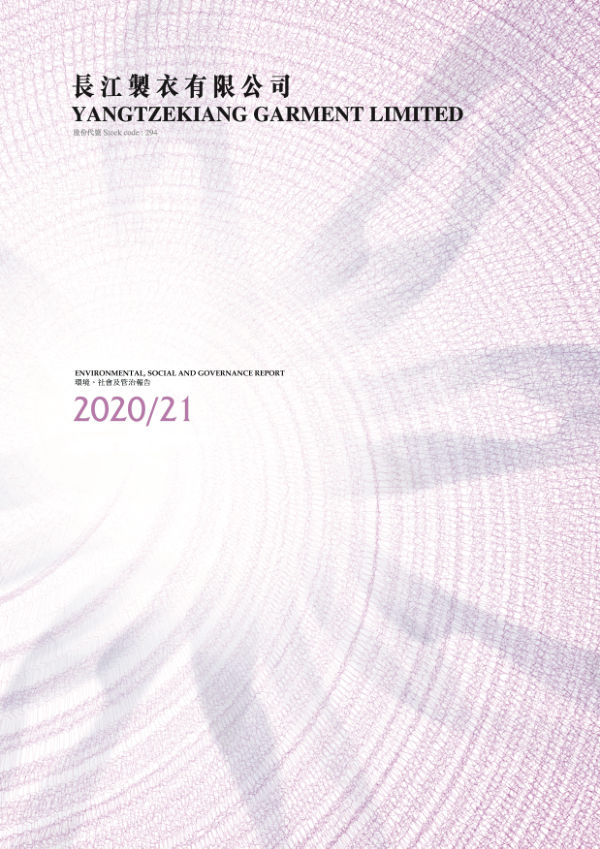 長江製衣有限公司
YANGTZEKIANG GARMENT LIMITED
股份代號 Stock code : 294
ENVIRONMENTAL, SOCIAL AND GOVERNANCE REPORT
環境、社會及管治報告
2020/21